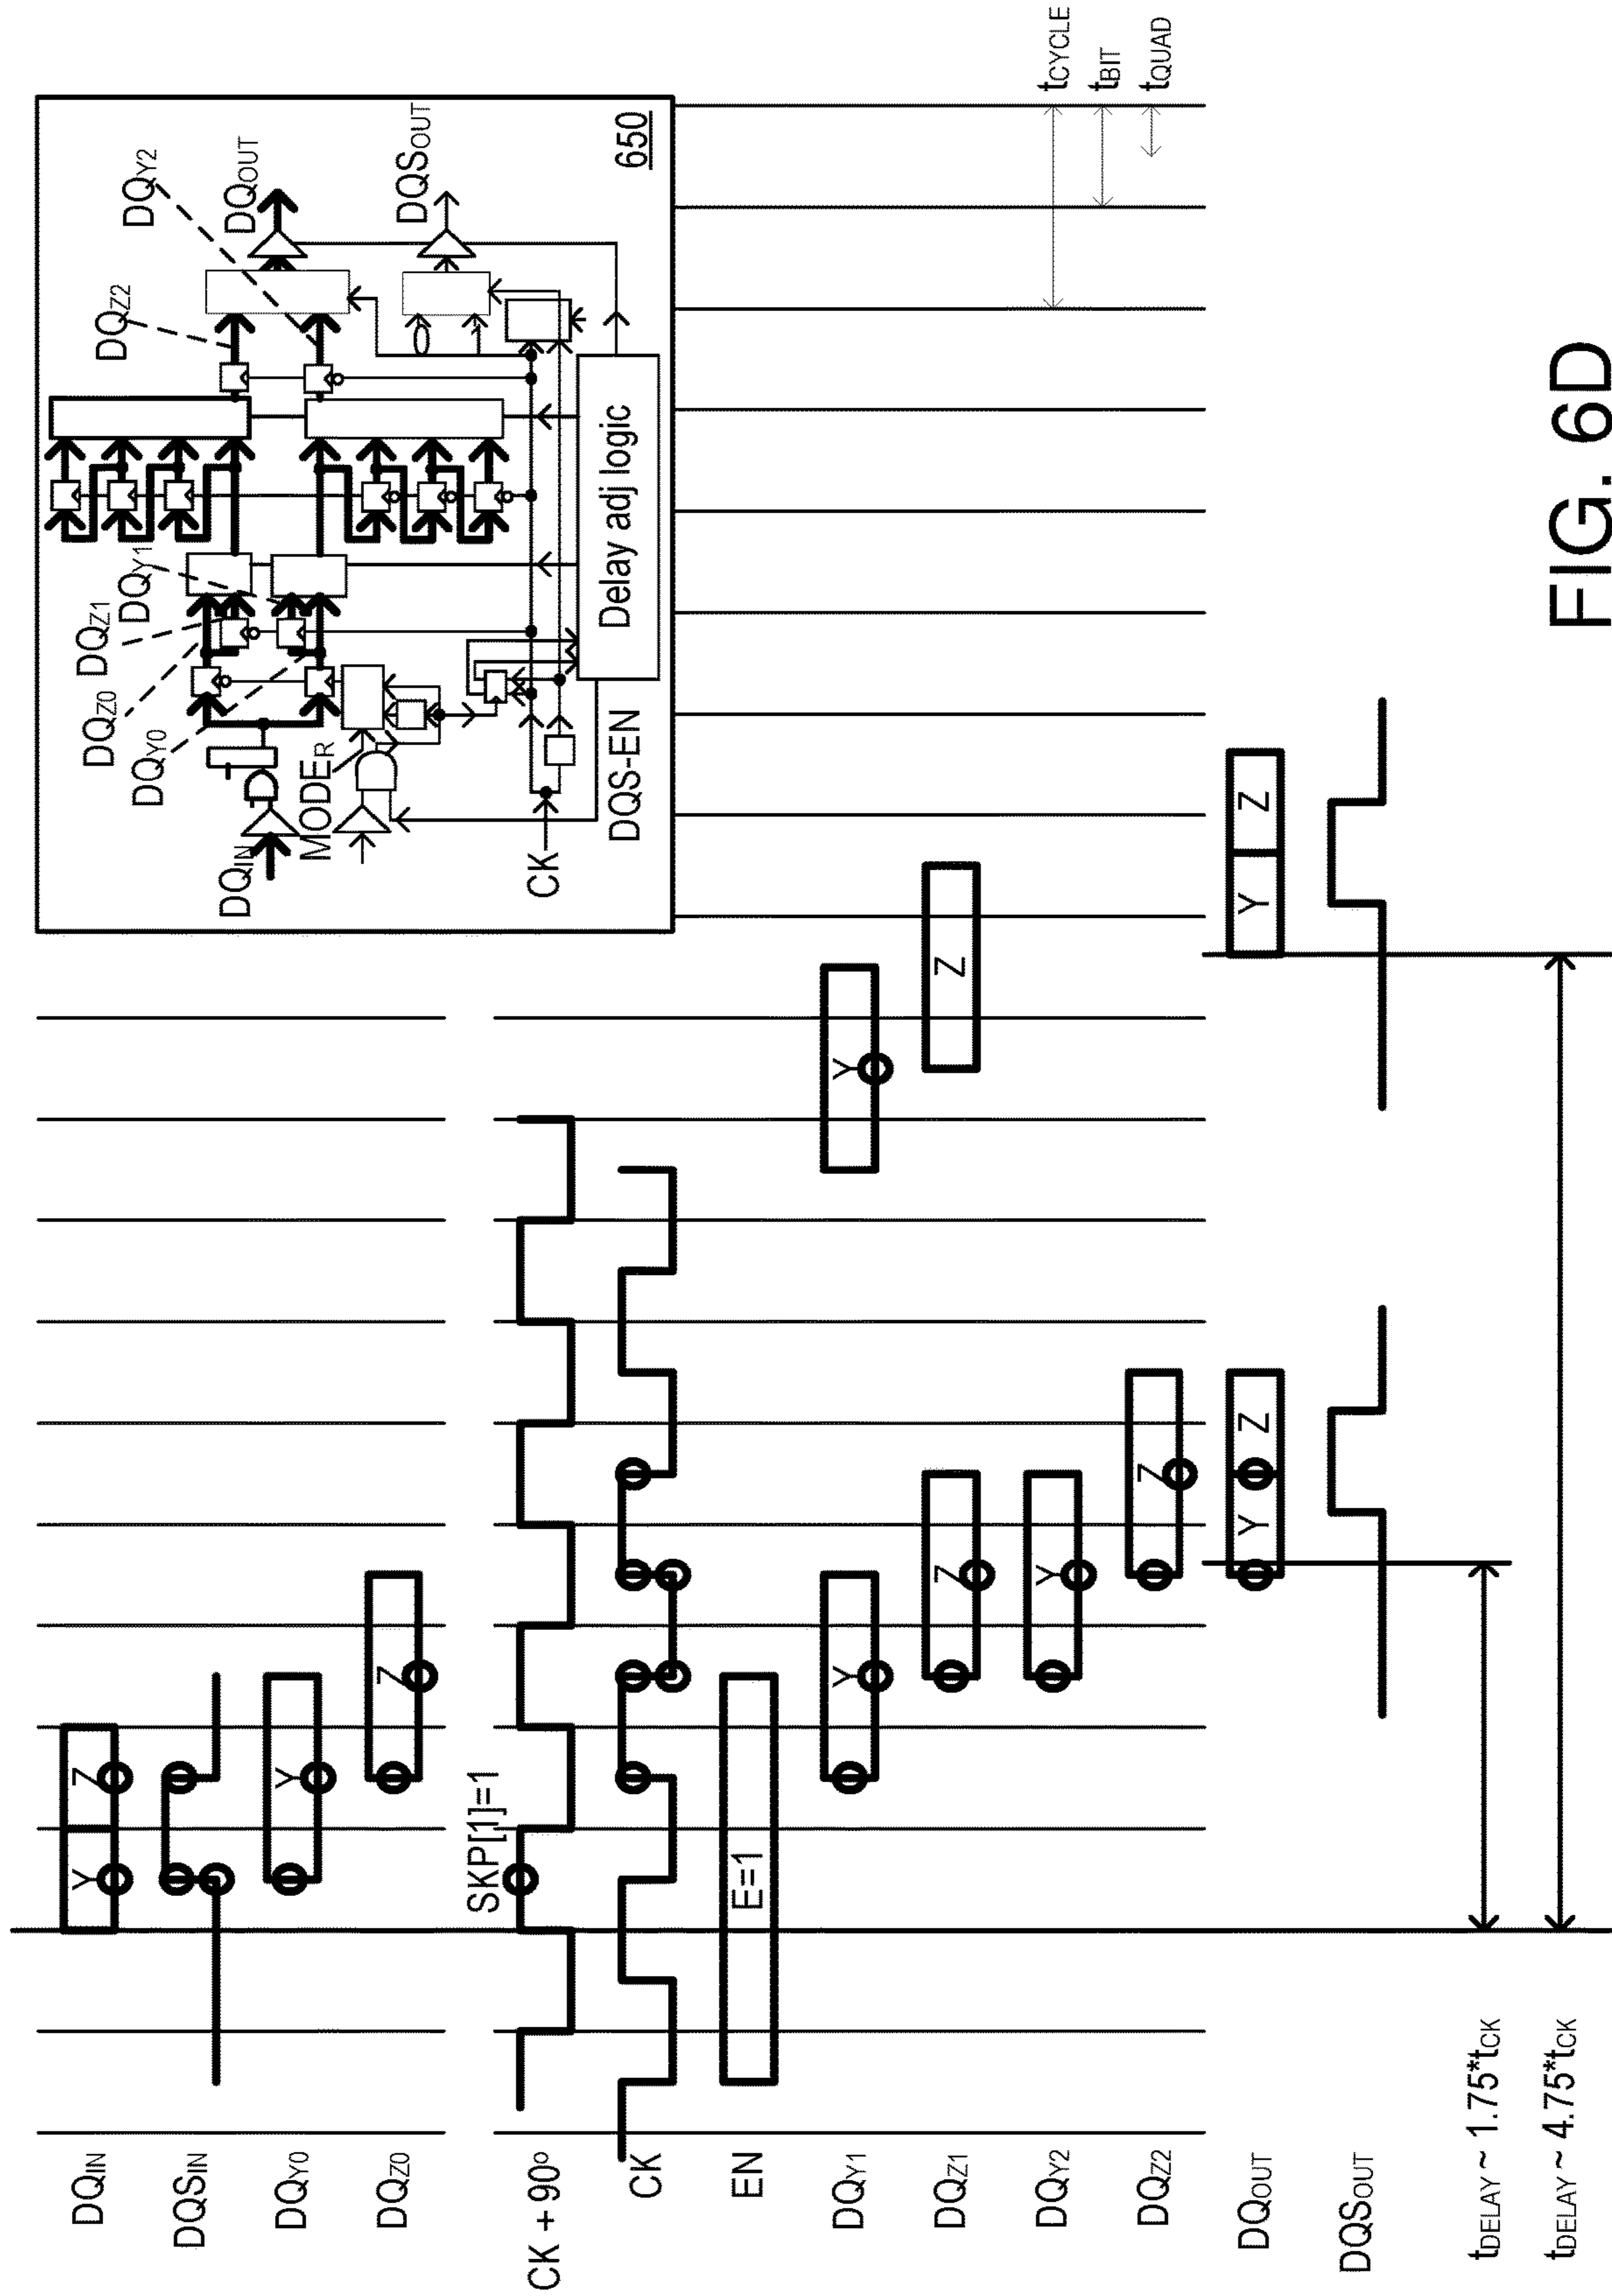 DQIN
DQSIN
DQY0
DQZ0
CK + 90º
CK
EN
DQY1
DQZ1
DQY2
DQZ2
DQOUT
DQSOUT
tDELAY ~ 1.75*tCK
tDELAY ~ 4.75*tCK
Y Z
Y
Z
SKP[1]=1
E=1
Y
Z
Y
Z
Y Z
Y
Z
Y Z
DQIN
MODER
CK
DQS-EN
DQY0
DQZ0
DQZ1
DQY1
DQZ2
DQY2
DQOUT
DQSOUT
Delay adj logic
650
tCYCLE
tBIT
tQUAD
FIG. 6D